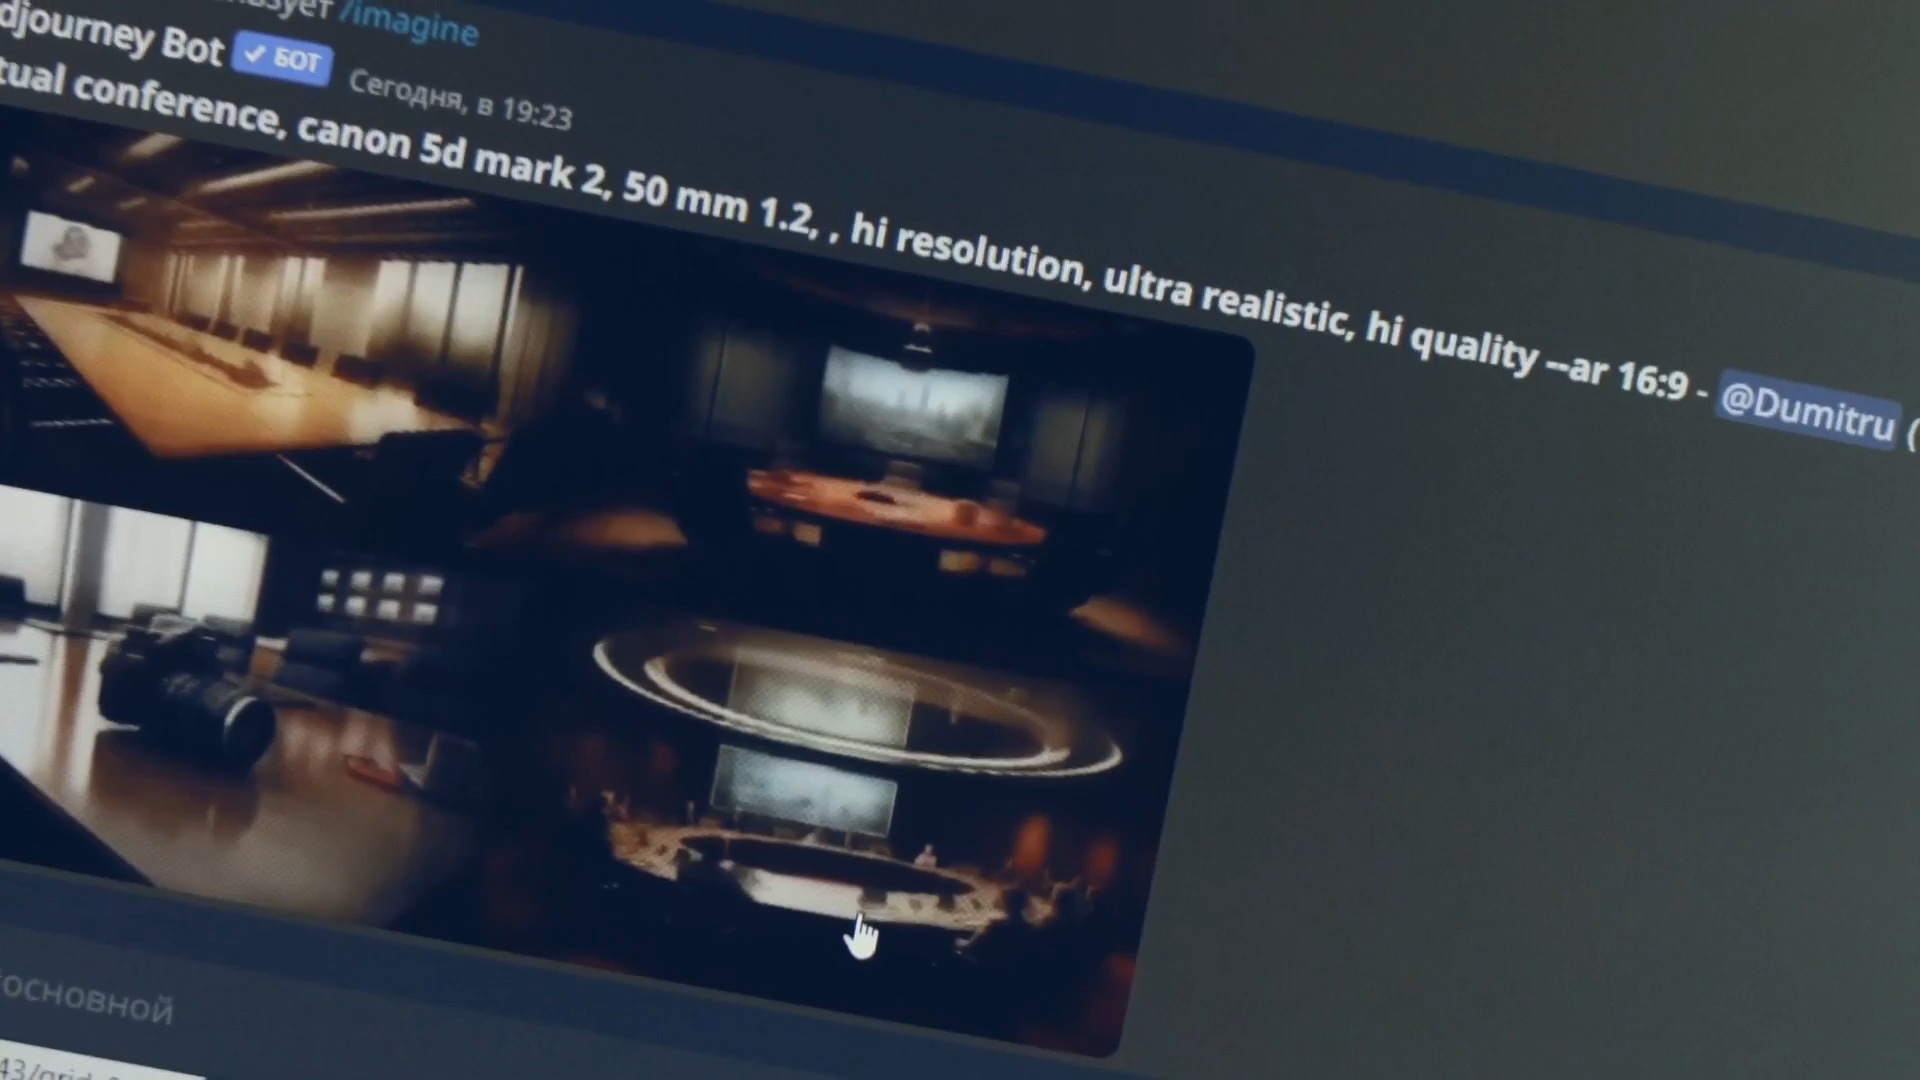 /imagine
djourney Bot ✓ БОТ Сегодня, в 19:23
tual conference, canon 5d mark 2, 50 mm 1.2, , hi resolution, ultra realistic, hi quality --ar 16:9 - @Dumitru (
основной